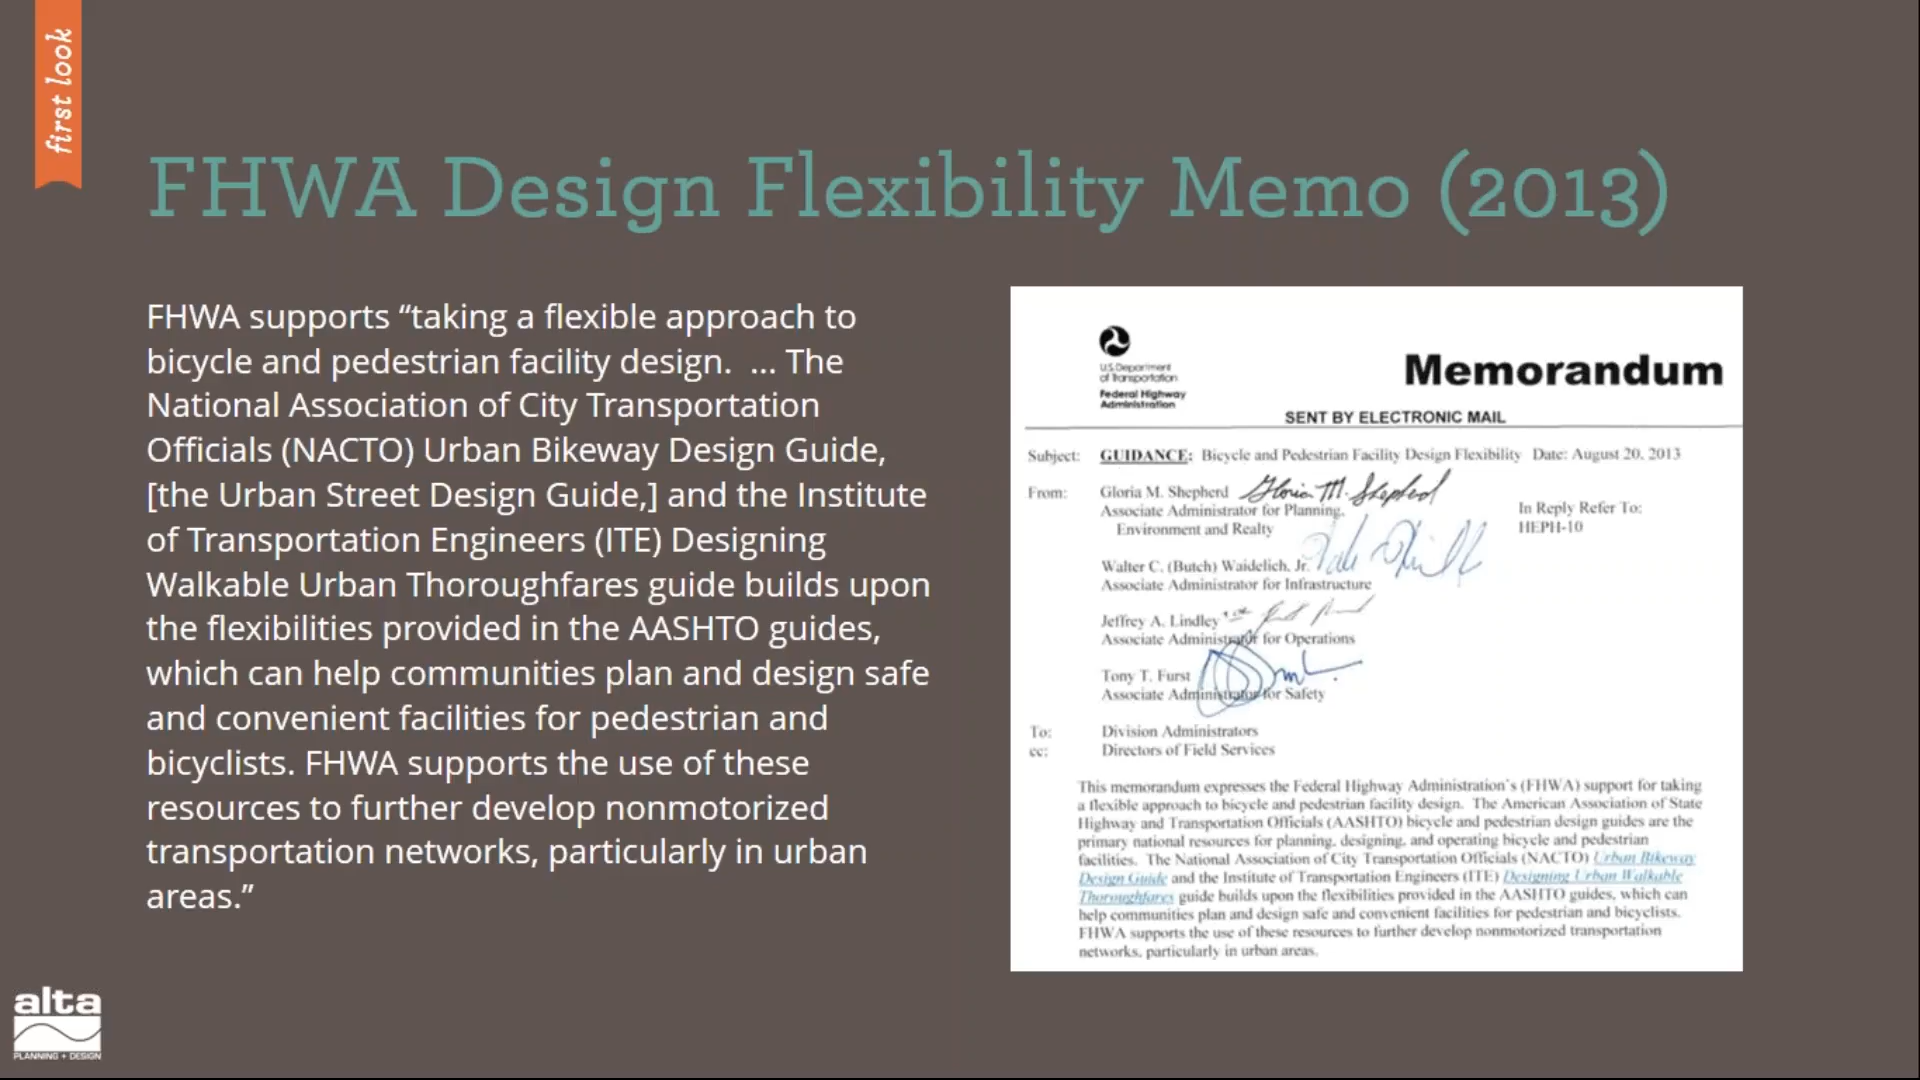 first look
FHWA Design Flexibility Memo (2013)
FHWA supports “taking a flexible approach to
bicycle and pedestrian facility design.  ... The
National Association of City Transportation
Officials (NACTO) Urban Bikeway Design Guide,
[the Urban Street Design Guide,] and the Institute
of Transportation Engineers (ITE) Designing
Walkable Urban Thoroughfares guide builds upon
the flexibilities provided in the AASHTO guides,
which can help communities plan and design safe
and convenient facilities for pedestrian and
bicyclists. FHWA supports the use of these
resources to further develop nonmotorized
transportation networks, particularly in urban
areas.”
U.S. Department
of Transportation
Federal Highway
Administration
Memorandum
SENT BY ELECTRONIC MAIL
Subject: GUIDANCE: Bicycle and Pedestrian Facility Design Flexibility Date: August 20, 2013
From: Gloria M. Shepherd Gloria M. Shepherd
Associate Administrator for Planning,
Environment and Realty
In Reply Refer To:
HEPH-10
Walter C. (Butch) Waidelich, Jr.
Associate Administrator for Infrastructure
Jeffrey A. Lindley
Associate Administrator for Operations
Tony T. Furst
Associate Administrator for Safety
To: Division Administrators
cc: Directors of Field Services
This memorandum expresses the Federal Highway Administration's (FHWA) support for taking
a flexible approach to bicycle and pedestrian facility design. The American Association of State
Highway and Transportation Officials (AASHTO) bicycle and pedestrian design guides are the
primary national resources for planning, designing, and operating bicycle and pedestrian
facilities. The National Association of City Transportation Officials (NACTO) Urban Bikeway
Design Guide and the Institute of Transportation Engineers (ITE) Designing Urban Walkable
Thoroughfares guide builds upon the flexibilities provided in the AASHTO guides, which can
help communities plan and design safe and convenient facilities for pedestrian and bicyclists.
FHWA supports the use of these resources to further develop nonmotorized transportation
networks, particularly in urban areas.
alta
PLANNING + DESIGN